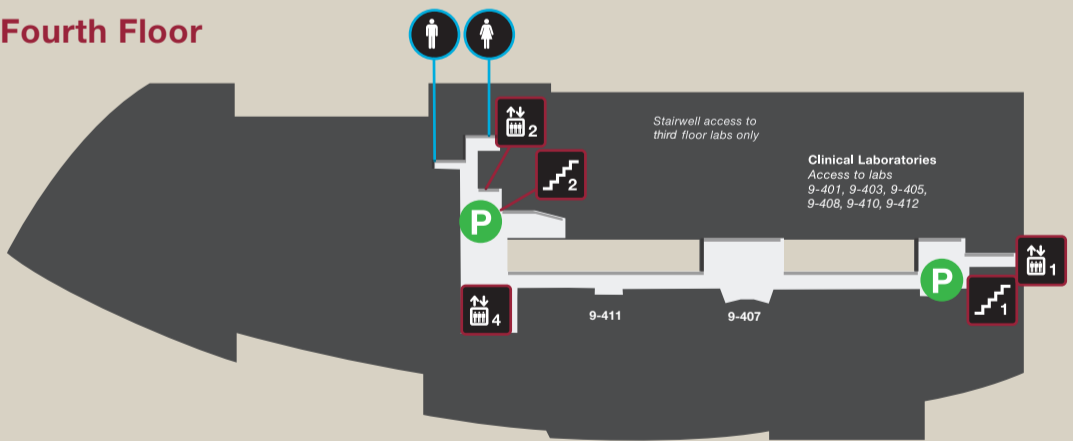 Fourth Floor
2
Stairwell access to
third floor labs only
2
Clinical Laboratories
Access to labs
9-401, 9-403, 9-405,
9-408, 9-410, 9-412
P
1
P
1
4
9-411
9-407